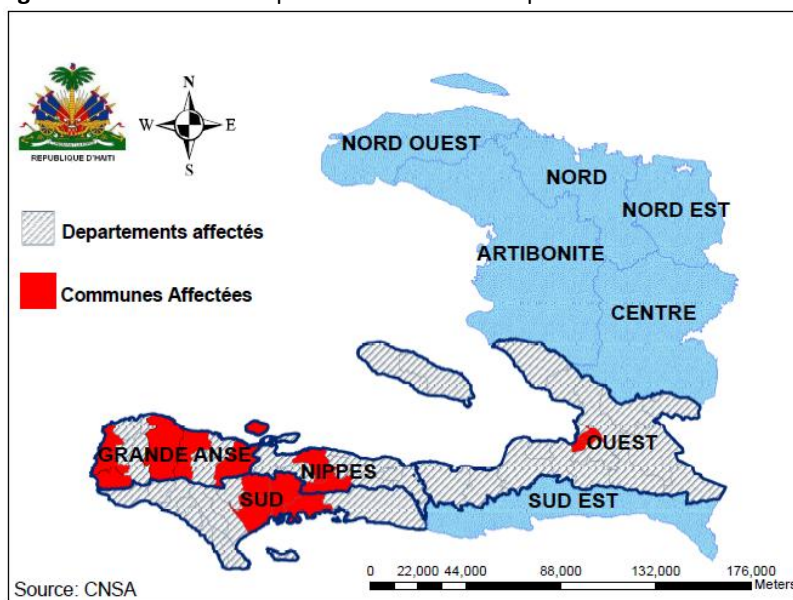 N
W
E
S
REPUBLIQUE D'HAITI
NORD OUEST
NORD
NORD EST
Departements affectés
ARTIBONITE
Communes Affectées
CENTRE
GRANDE ANSE
OUEST
NIPPES
SUD
SUD EST
0 22,000 44,000 88,000 132,000 176,000
Meters
Source: CNSA